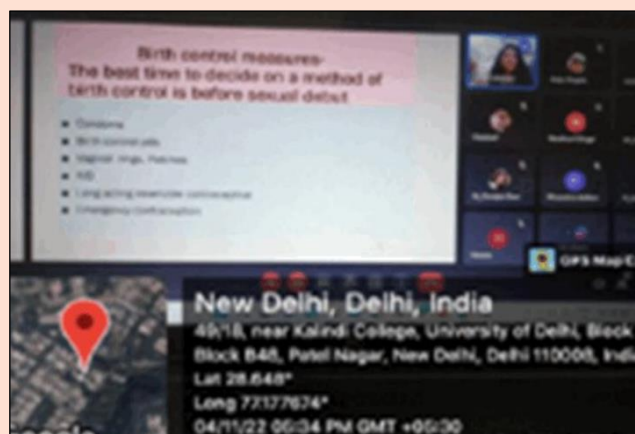 Birth control measures-
The best time to decide on a method of
birth control is before sexual debut
Condoms
Birth control pills
Vaginal rings, Patches
IUD
Long acting reversible contraceptive
Emergency contraception
GPS Map C
New Delhi, Delhi, India
49/18, near Kalindi College, University of Delhi, Block
Block B48, Patel Nagar, New Delhi, Delhi 110008, India
Lat 28.648°
Long 77.177674°
04/11/22 05:34 PM GMT +05:30